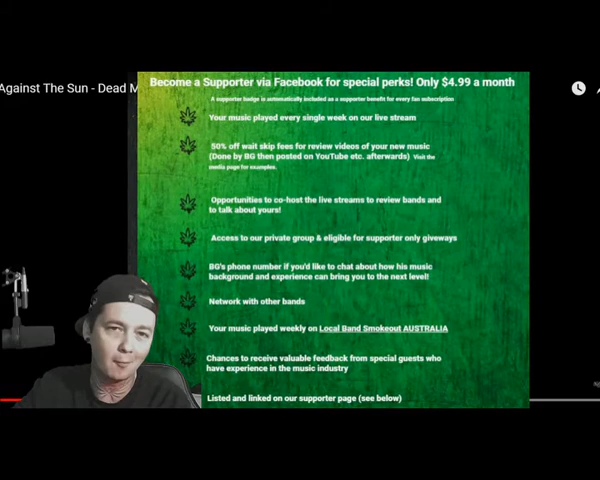 Against The Sun - Dead M
Become a Supporter via Facebook for special perks! Only $4.99 a month
A supporter badge is automatically included as a supporter benefit for every fan subscription
Your music played every single week on our live stream
50% off wait skip fees for review videos of your new music
(Done by BG then posted on YouTube etc. afterwards) Visit the
media page for examples.
Opportunities to co-host the live streams to review bands and
to talk about yours!
Access to our private group & eligible for supporter only giveways
BG's phone number if you'd like to chat about how his music
background and experience can bring you to the next level!
Network with other bands
Your music played weekly on Local Band Smokeout AUSTRALIA
Chances to receive valuable feedback from special guests who
have experience in the music industry
Listed and linked on our supporter page (see below)